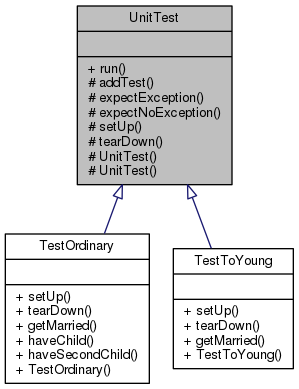 UnitTest
+ run()
# addTest()
# expectException()
# expectNoException()
# setUp()
# tearDown()
# UnitTest()
# UnitTest()
TestOrdinary
+ setUp()
+ tearDown()
+ getMarried()
+ haveChild()
+ haveSecondChild()
+ TestOrdinary()
TestToYoung
+ setUp()
+ tearDown()
+ getMarried()
+ TestToYoung()